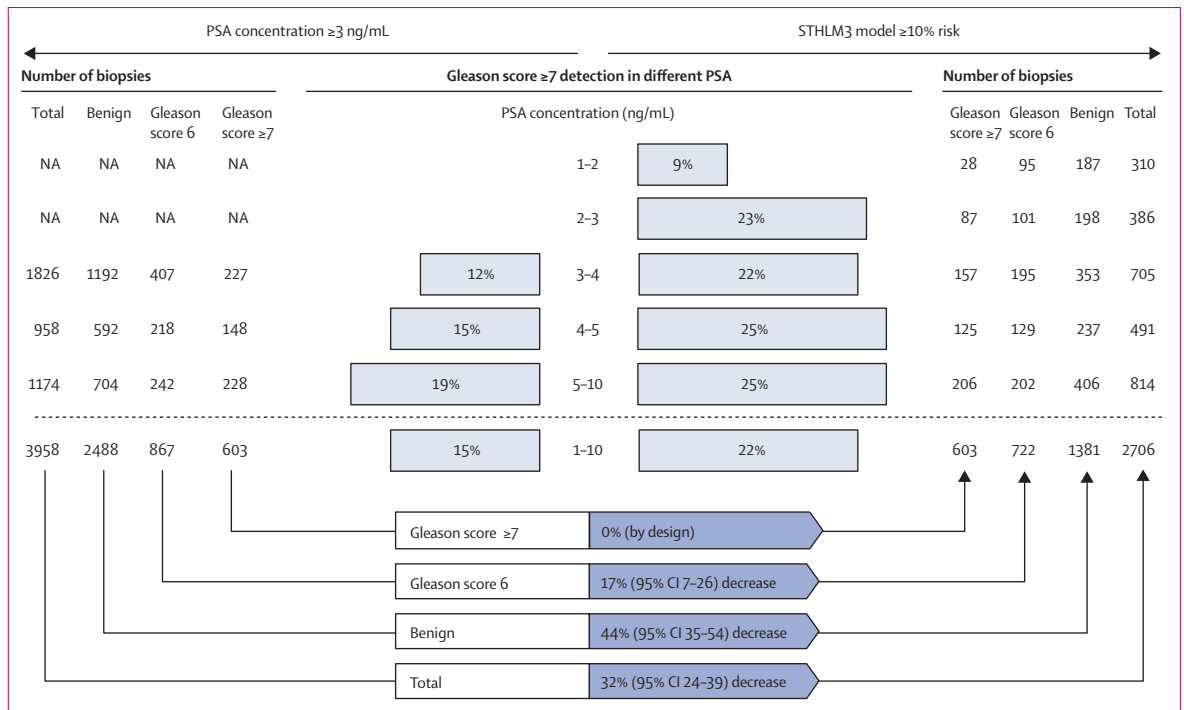 PSA concentration ≥3 ng/mL STHLM3 model ≥10% risk
Number of biopsies Gleason score ≥7 detection in different PSA Number of biopsies
Total Benign Gleason score 6 Gleason score ≥7 PSA concentration (ng/mL) Gleason score ≥7 Gleason score 6 Benign Total
NA NA NA NA 1–2 9% 28 95 187 310
NA NA NA NA 2–3 23% 87 101 198 386
1826 1192 407 227 12% 3–4 22% 157 195 353 705
958 592 218 148 15% 4–5 25% 125 129 237 491
1174 704 242 228 19% 5–10 25% 206 202 406 814
3958 2488 867 603 15% 1–10 22% 603 722 1381 2706
Gleason score ≥7 0% (by design)
Gleason score 6 17% (95% CI 7–26) decrease
Benign 44% (95% CI 35–54) decrease
Total 32% (95% CI 24–39) decrease